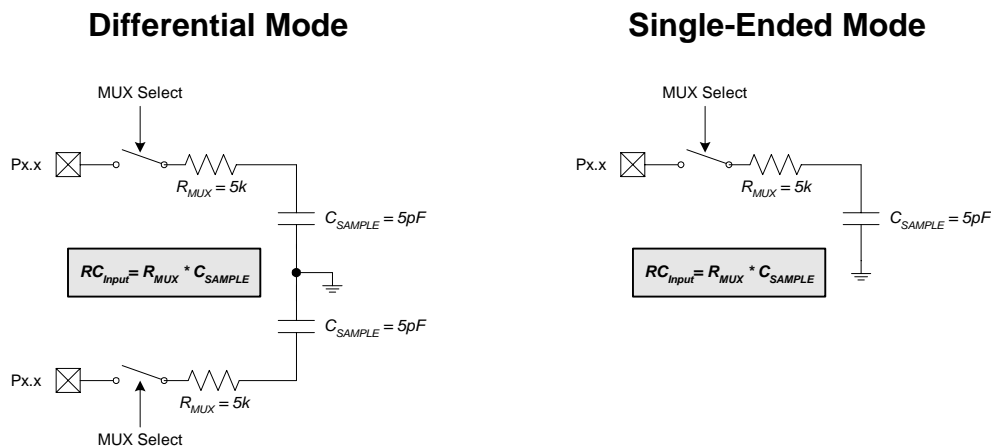 Differential Mode
MUX Select
Px.x
R_MUX = 5k
C_SAMPLE = 5pF
RC_Input= R_MUX * C_SAMPLE
C_SAMPLE = 5pF
Px.x
R_MUX = 5k
MUX Select
Single-Ended Mode
MUX Select
Px.x
R_MUX = 5k
C_SAMPLE = 5pF
RC_Input= R_MUX * C_SAMPLE